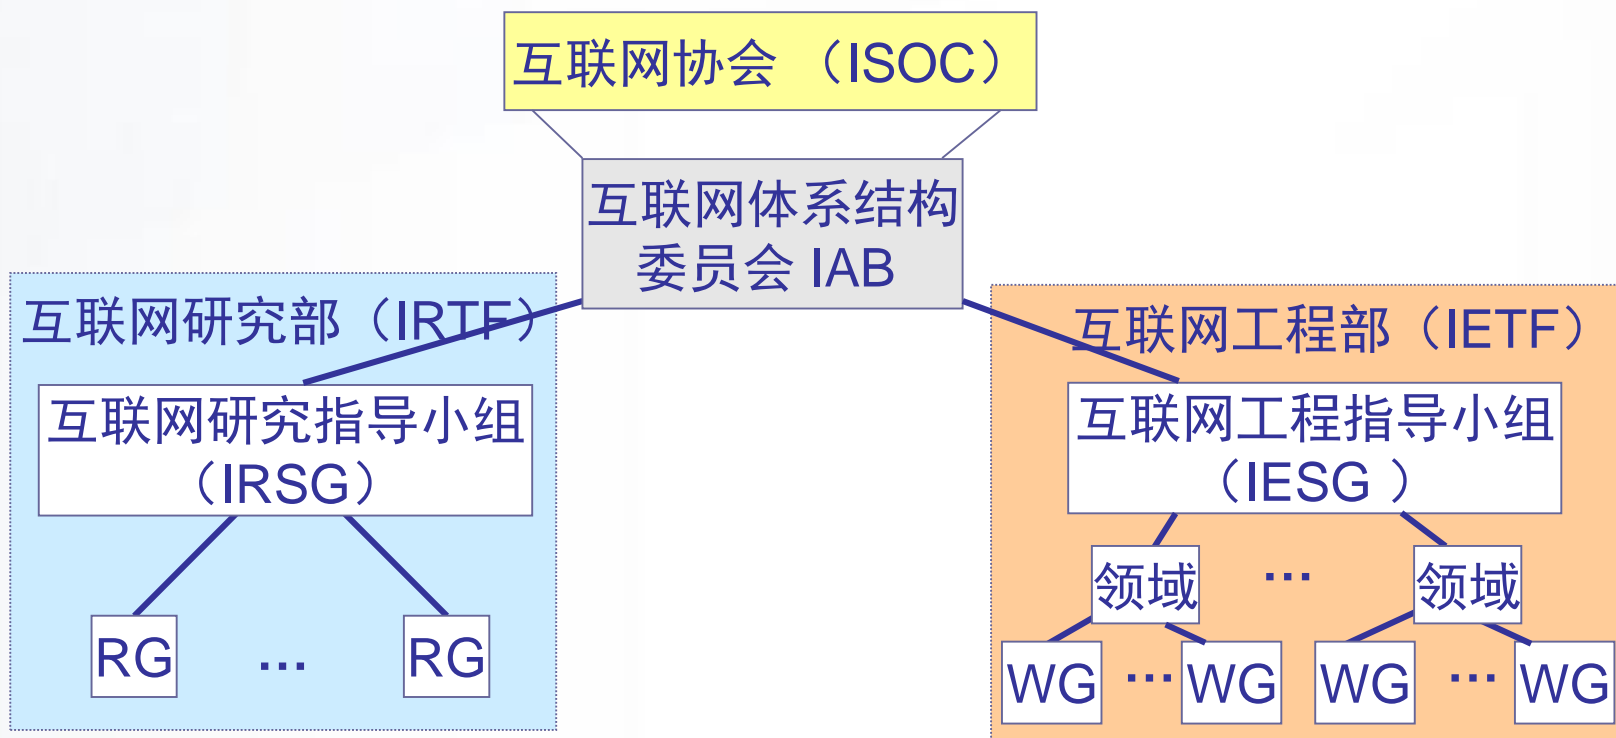 互联网协会 （ISOC）
互联网体系结构
委员会 IAB
互联网研究部（IRTF）
互联网研究指导小组
（IRSG）
RG … RG
互联网工程部（IETF）
互联网工程指导小组
（IESG ）
领域 … 领域
WG … WG WG … WG